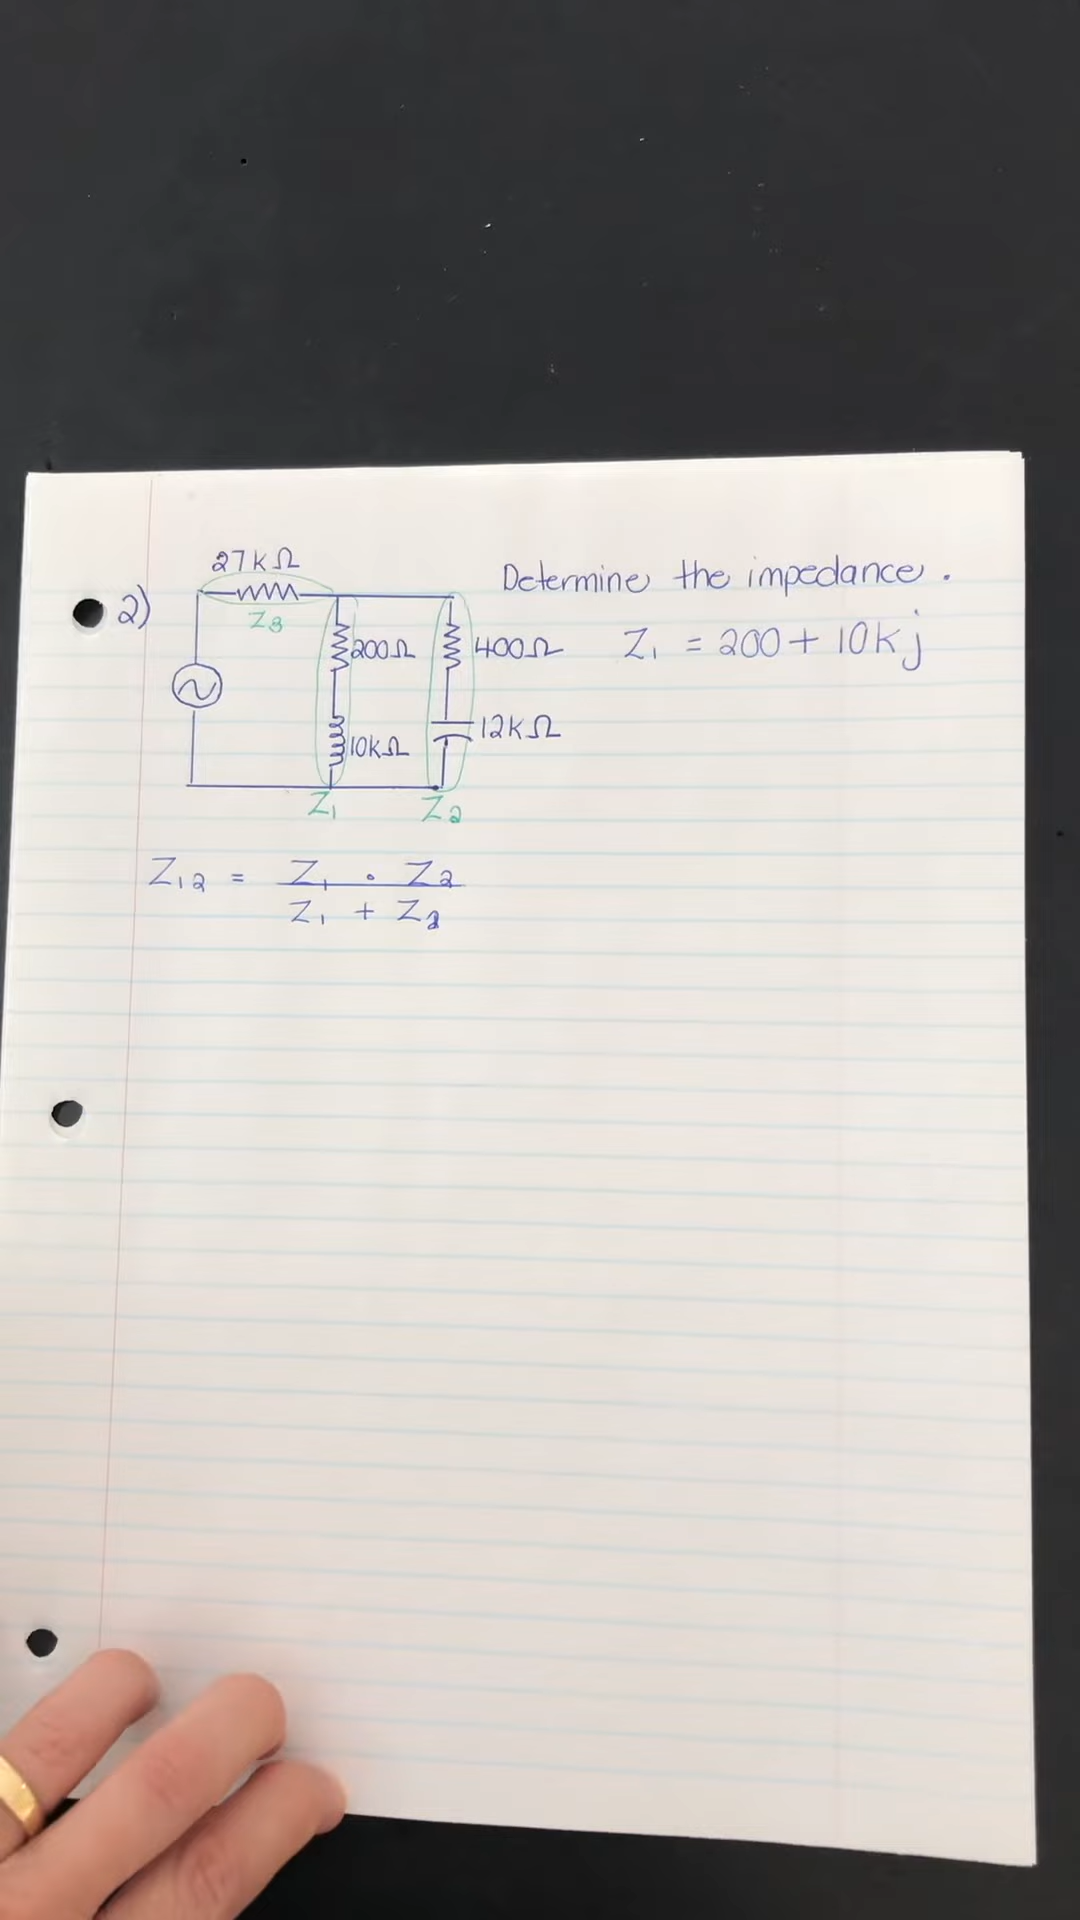 27kΩ
Determine the impedance.
2)
Z3
200Ω
400Ω
Z1 = 200 + 10kj
12kΩ
10kΩ
Z1
Z2
Z12 = Z1 · Z2
Z1 + Z2